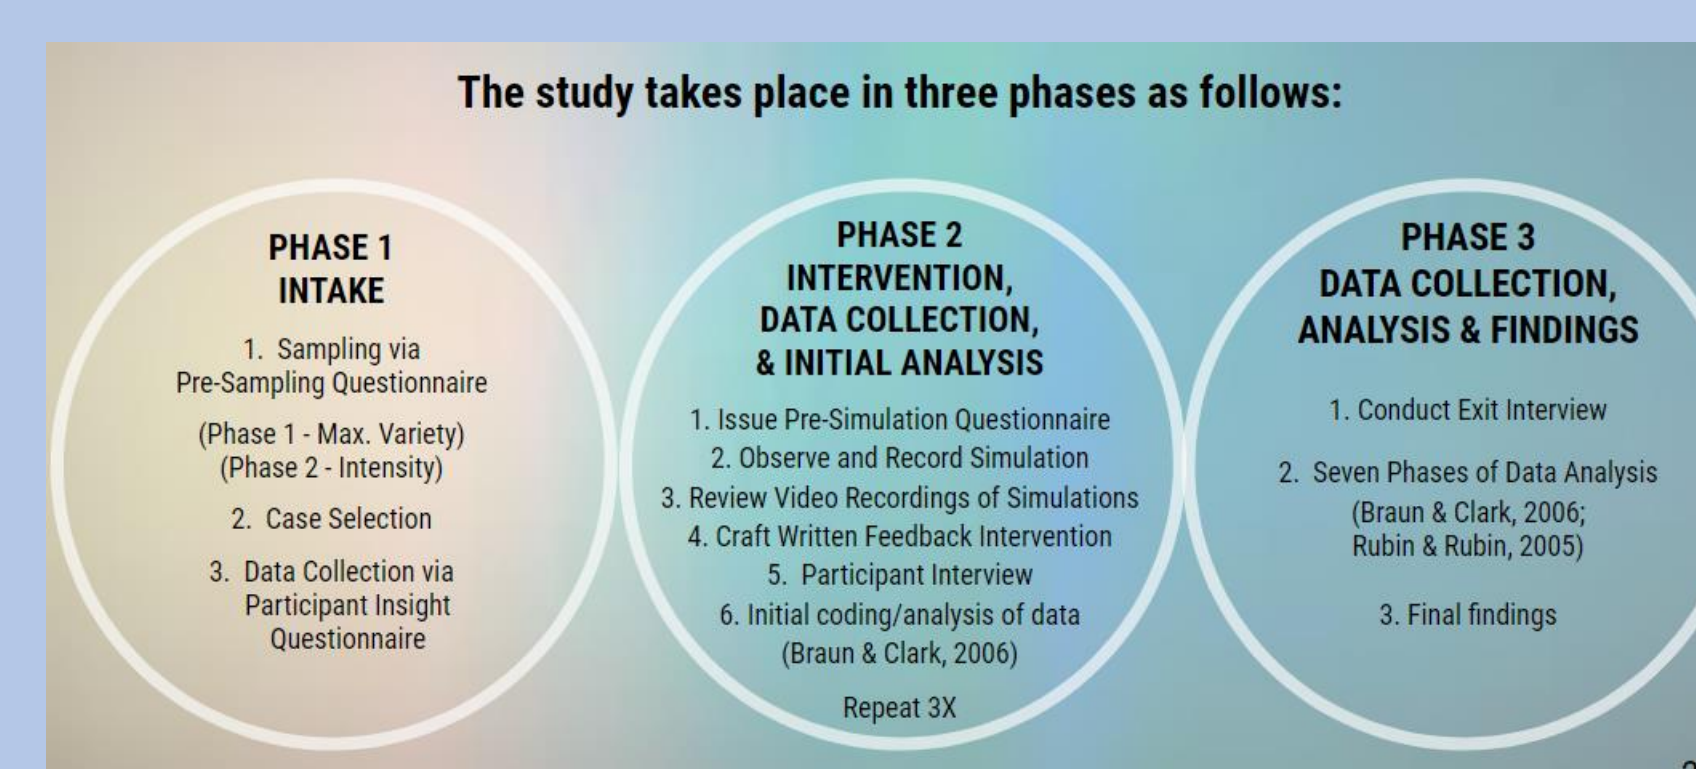 The study takes place in three phases as follows:
PHASE 1
INTAKE
1. Sampling via
Pre-Sampling Questionnaire
(Phase 1 - Max. Variety)
(Phase 2 - Intensity)
2. Case Selection
3. Data Collection via
Participant Insight
Questionnaire
PHASE 2
INTERVENTION,
DATA COLLECTION,
& INITIAL ANALYSIS
1. Issue Pre-Simulation Questionnaire
2. Observe and Record Simulation
3. Review Video Recordings of Simulations
4. Craft Written Feedback Intervention
5. Participant Interview
6. Initial coding/analysis of data
(Braun & Clark, 2006)
Repeat 3X
PHASE 3
DATA COLLECTION,
ANALYSIS & FINDINGS
1. Conduct Exit Interview
2. Seven Phases of Data Analysis
(Braun & Clark, 2006;
Rubin & Rubin, 2005)
3. Final findings